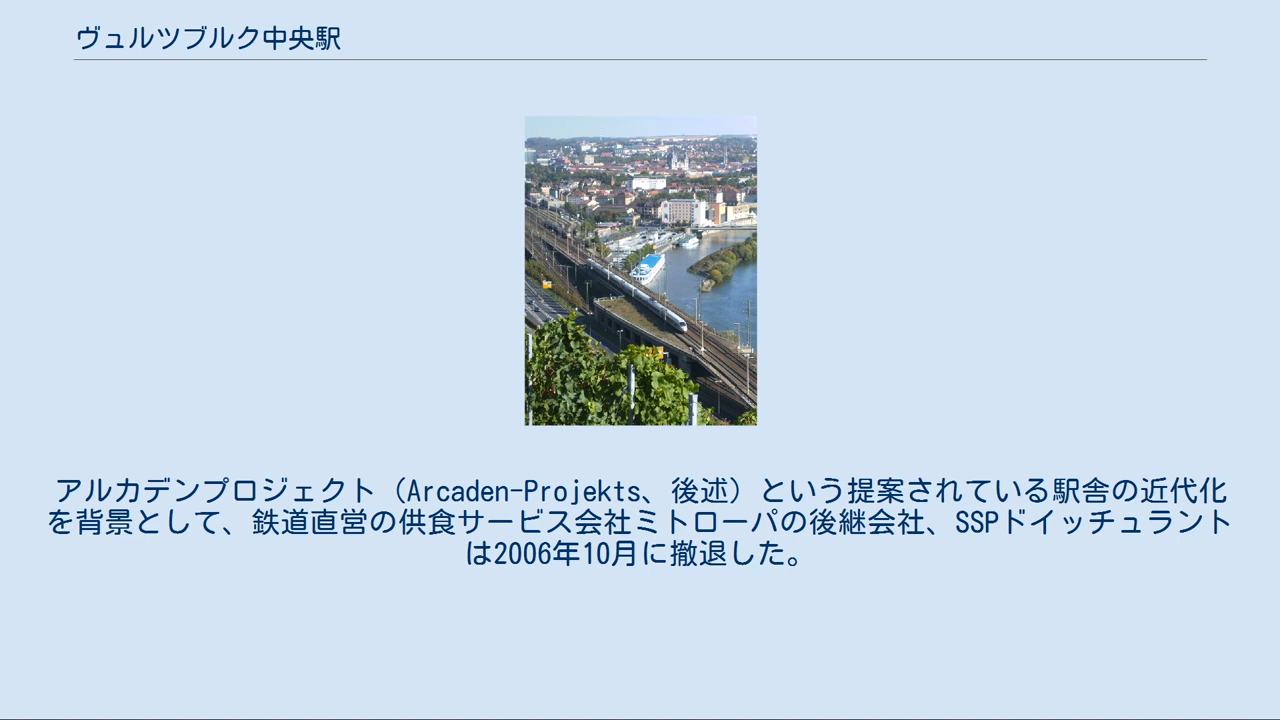 ヴュルツブルク中央駅
アルカデンプロジェクト（Arcaden-Projekts、後述）という提案されている駅舎の近代化
を背景として、鉄道直営の供食サービス会社ミトローパの後継会社、SSPドイッチュラント
は2006年10月に撤退した。